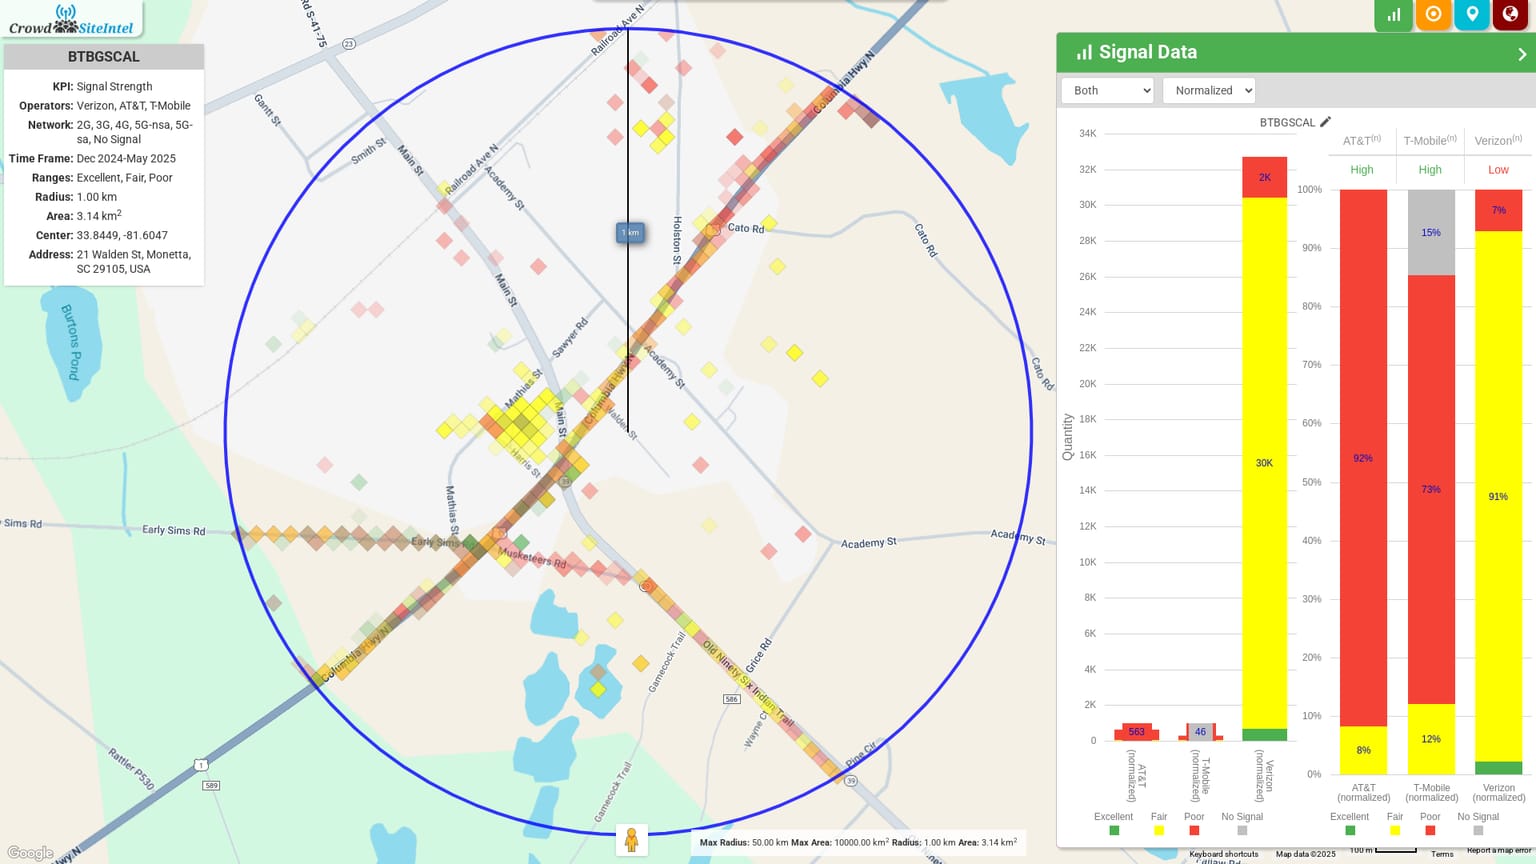 CrowdSiteIntel
BTBGSCAL
KPI: Signal Strength
Operators: Verizon, AT&T, T-Mobile
Network: 2G, 3G, 4G, 5G-nsa, 5G-
sa, No Signal
Time Frame: Dec 2024-May 2025
Ranges: Excellent, Fair, Poor
Radius: 1.00 km
Area: 3.14 km²
Center: 33.8449, -81.6047
Address: 21 Walden St, Monetta,
SC 29105, USA
Rd S-41-75
23
Railroad Ave N
Columbia Hwy N
Gantt St
Smith St
Main St
Railroad Ave N
Academy St
Holston St
1 km
Cato Rd
Cato Rd
Cato Rd
Main St
Sawyer Rd
Burtons Pond
Mathias St
Main St
Columbia Hwy N
Academy St
Walden St
Harris St
39
Mathias St
Sims Rd
Early Sims Rd
Early Sims Rd
Musketeers Rd
Academy St
Academy St
Columbia Hwy N
Gamecock Trail
Old Ninety Six Indian Trail
Grice Rd
586
Wayne C
Pine Cir
39
Gamecock Trail
Rattler P530
1
589
Hwy N
Google
Max Radius: 50.00 km Max Area: 10000.00 km² Radius: 1.00 km Area: 3.14 km²
Keyboard shortcuts
Map data ©2025
100 m
Terms
Report a map error
Signal Data
Both
Normalized
BTBGSCAL
34K
32K
30K
28K
26K
24K
22K
20K
18K
16K
14K
12K
10K
8K
6K
4K
2K
0
Quantity
563
46
2K
30K
AT&T
(normalized)
T-Mobile
(normalized)
Verizon
(normalized)
Excellent
Fair
Poor
No Signal
AT&T(n)
T-Mobile(n)
Verizon(n)
High
High
Low
100%
90%
80%
70%
60%
50%
40%
30%
20%
10%
0%
92%
8%
15%
73%
12%
7%
91%
AT&T
(normalized)
T-Mobile
(normalized)
Verizon
(normalized)
Excellent
Fair
Poor
No Signal